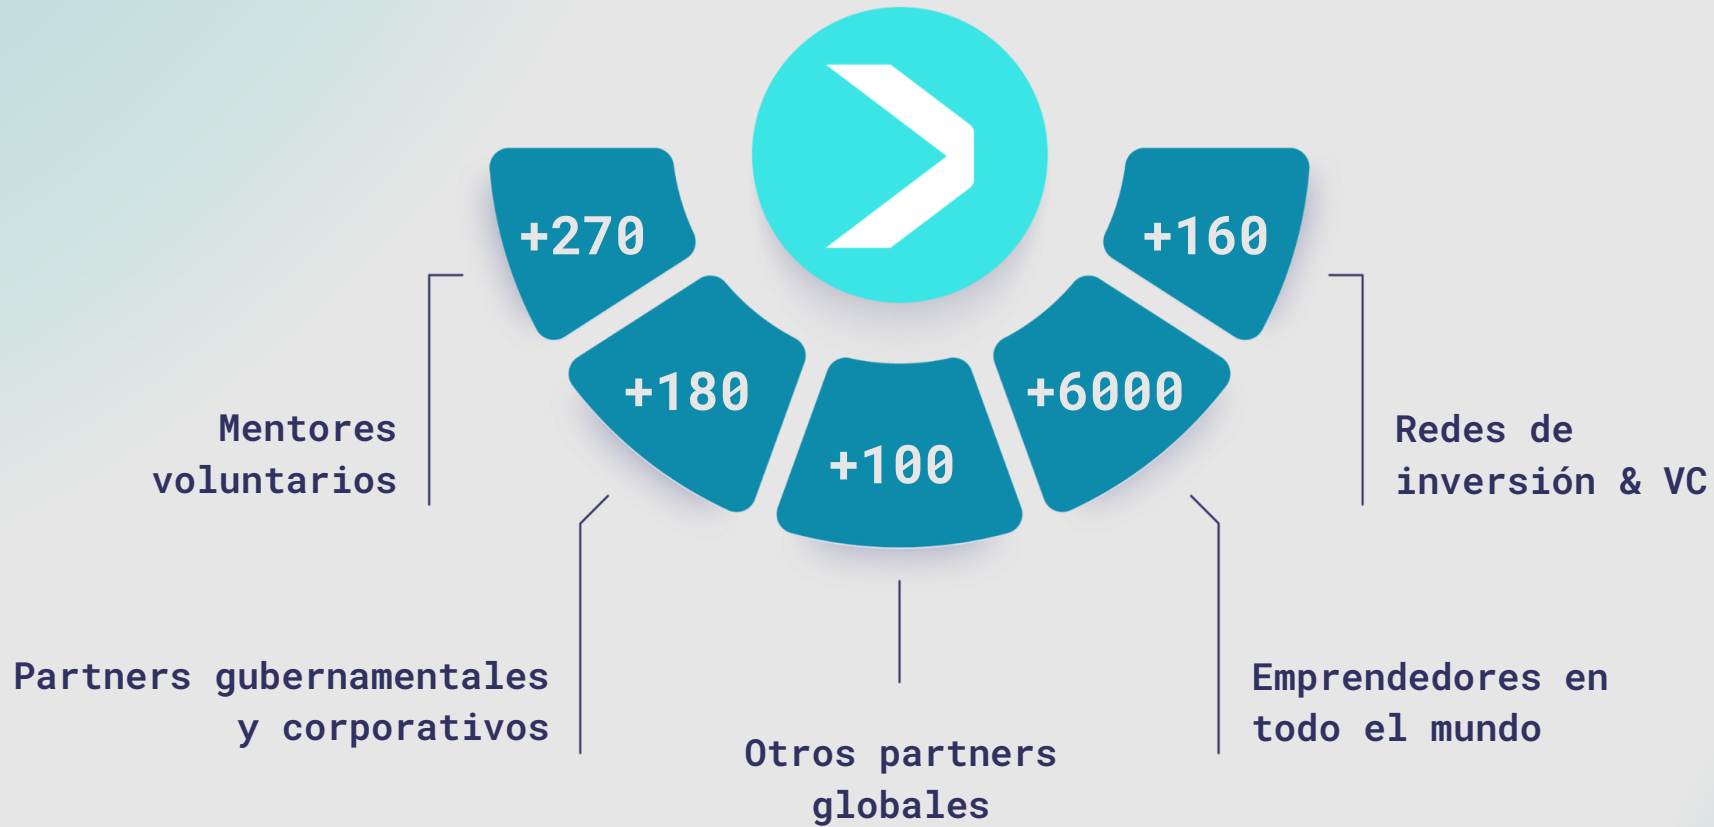 +270
+160
+180
+6000
+100
Mentores
voluntarios
Redes de
inversión & VC
Partners gubernamentales
y corporativos
Emprendedores en
todo el mundo
Otros partners
globales